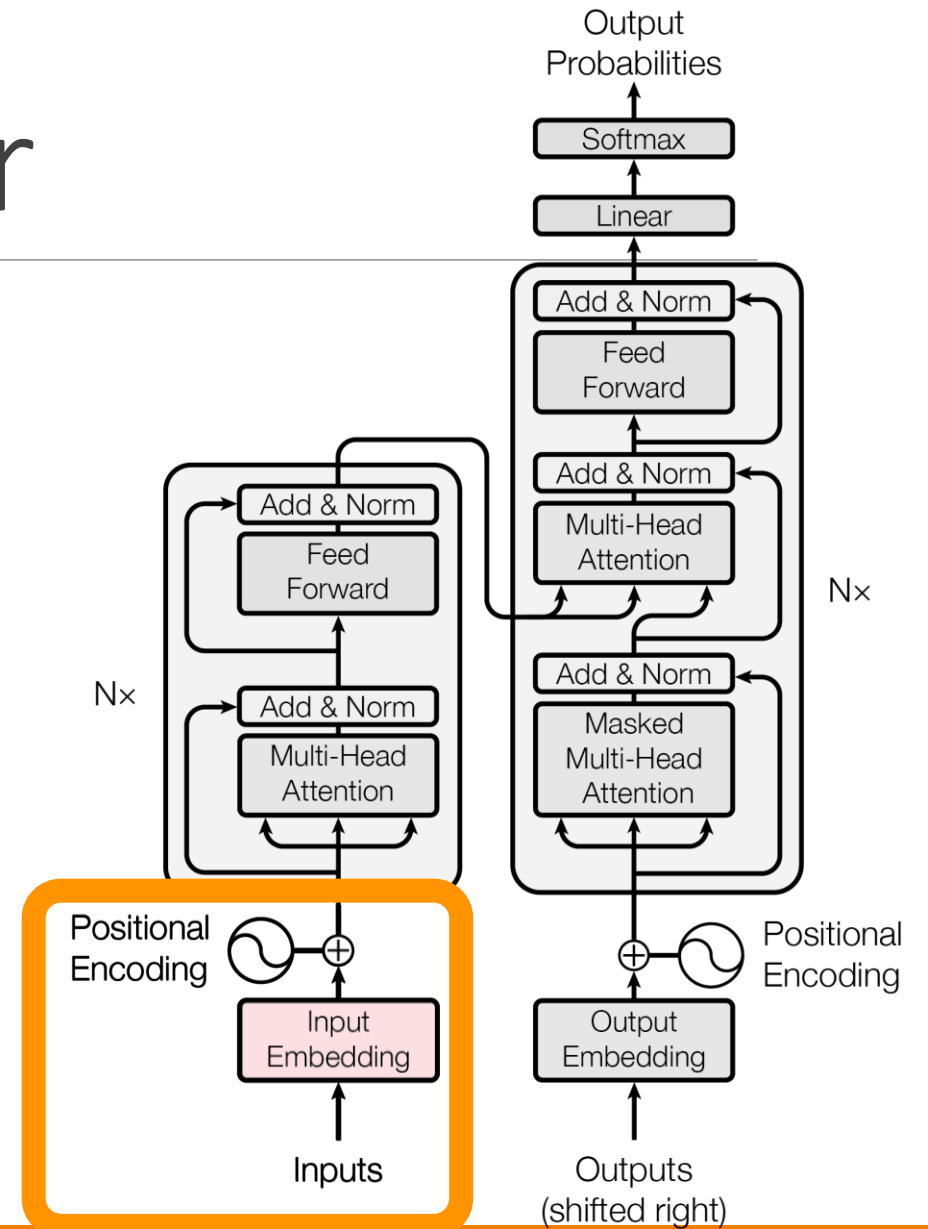 r
Output
Probabilities
Softmax
Linear
Add & Norm
Feed
Forward
Add & Norm
Multi-Head
Attention
N×
Add & Norm
Masked
Multi-Head
Attention
Add & Norm
Feed
Forward
N×
Add & Norm
Multi-Head
Attention
Positional
Encoding
Input
Embedding
Inputs
Positional
Encoding
Output
Embedding
Outputs
(shifted right)